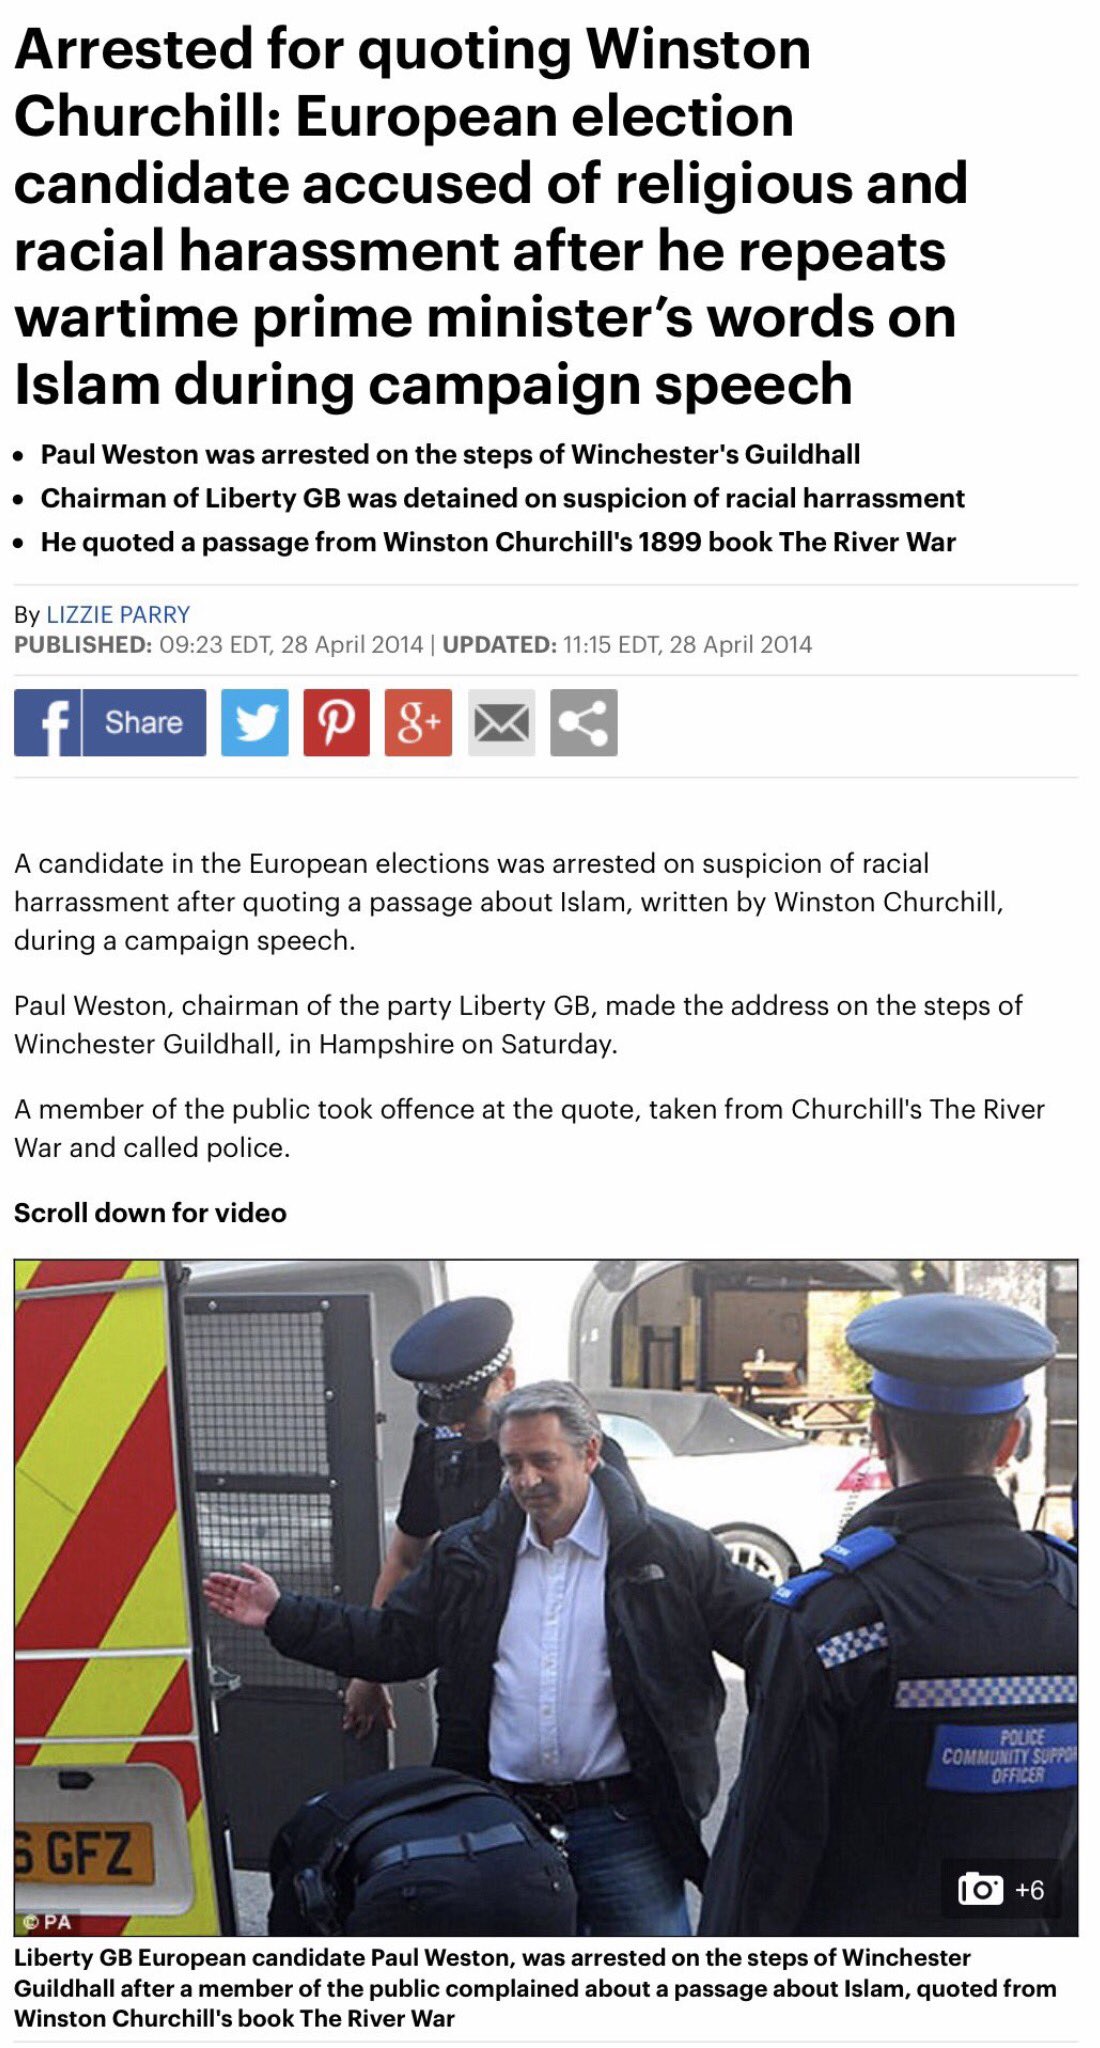 Arrested for quoting Winston
Churchill: European election
candidate accused of religious and
racial harassment after he repeats
wartime prime minister’s words on
Islam during campaign speech
• Paul Weston was arrested on the steps of Winchester's Guildhall
• Chairman of Liberty GB was detained on suspicion of racial harrassment
• He quoted a passage from Winston Churchill's 1899 book The River War
By LIZZIE PARRY
PUBLISHED: 09:23 EDT, 28 April 2014 | UPDATED: 11:15 EDT, 28 April 2014
f Share
g+
A candidate in the European elections was arrested on suspicion of racial
harrassment after quoting a passage about Islam, written by Winston Churchill,
during a campaign speech.
Paul Weston, chairman of the party Liberty GB, made the address on the steps of
Winchester Guildhall, in Hampshire on Saturday.
A member of the public took offence at the quote, taken from Churchill's The River
War and called police.
Scroll down for video
POLICE
COMMUNITY SUPPOR
OFFICER
GFZ
+6
© PA
Liberty GB European candidate Paul Weston, was arrested on the steps of Winchester
Guildhall after a member of the public complained about a passage about Islam, quoted from
Winston Churchill's book The River War